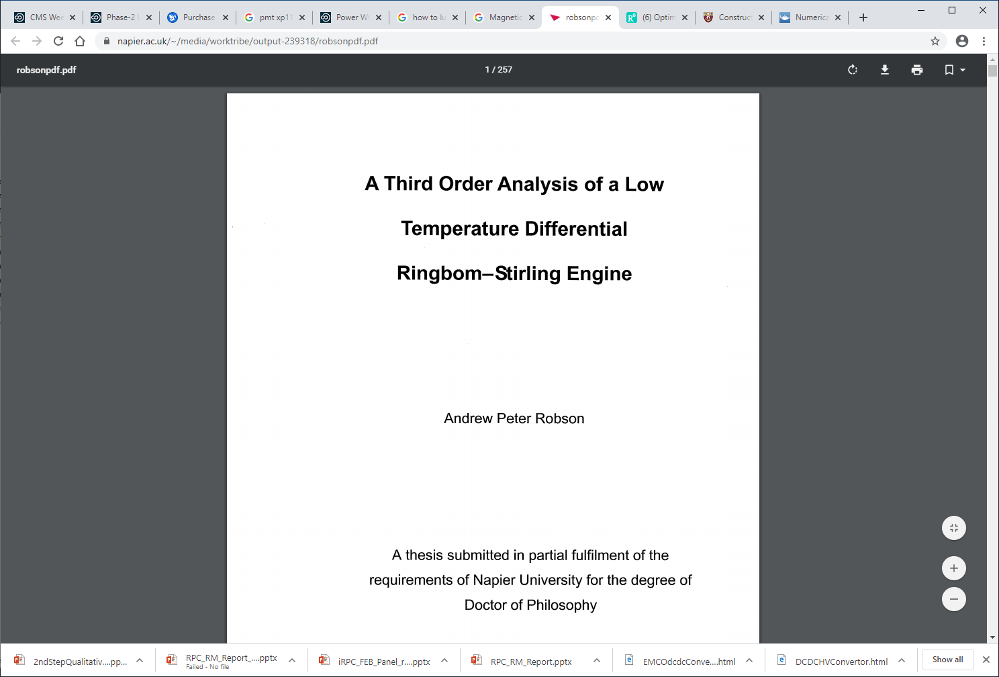 CMS Wee
Phase-2 U
Purchase
pmt xp11
Power W
how to lu
Magnetic
robsonpd
(6) Optim
Construct
Numerica
napier.ac.uk/~/media/worktribe/output-239318/robsonpdf.pdf
robsonpdf.pdf
1 / 257
A Third Order Analysis of a Low
Temperature Differential
Ringbom–Stirling Engine
Andrew Peter Robson
A thesis submitted in partial fulfilment of the
requirements of Napier University for the degree of
Doctor of Philosophy
2ndStepQualitativ....pp...
RPC_RM_Report_....pptx
Failed - No file
iRPC_FEB_Panel_r....pptx
RPC_RM_Report.pptx
EMCOdcdcConve....html
DCDCHVConvertor.html
Show all